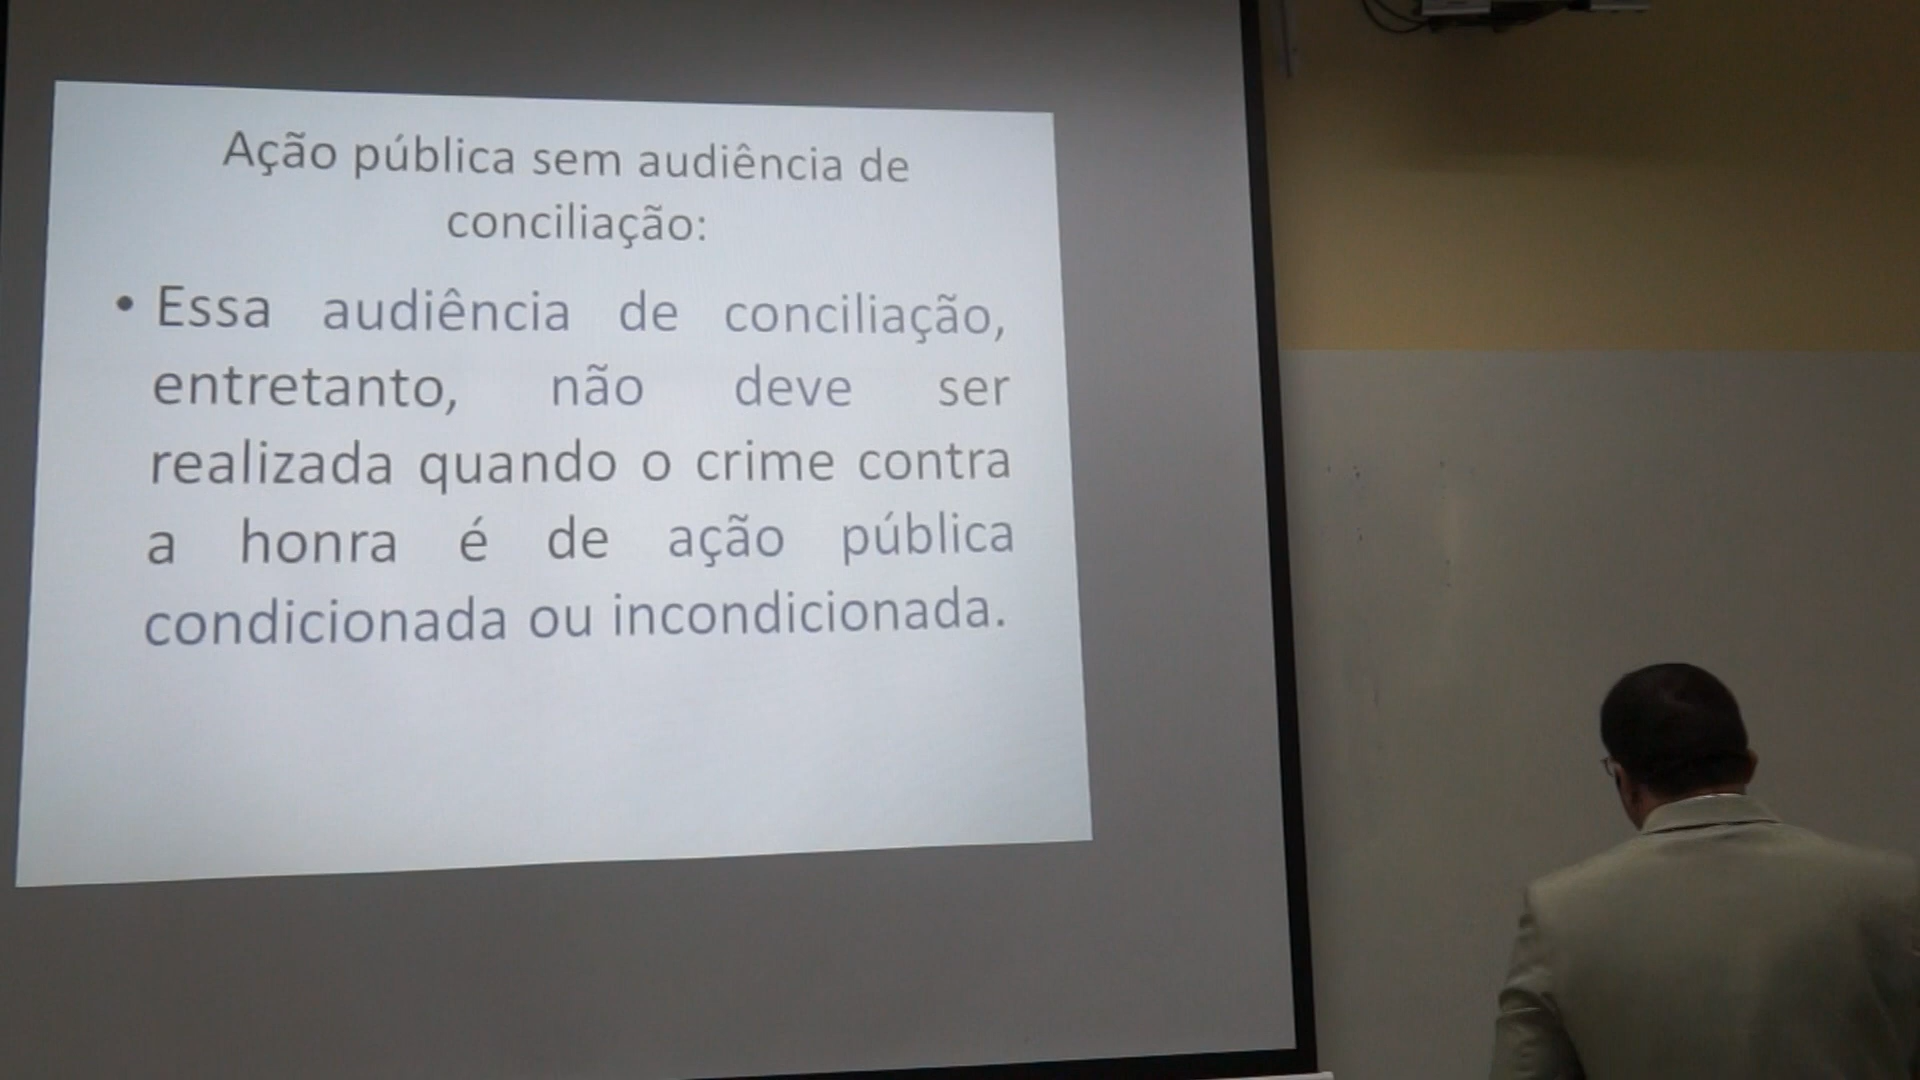 Ação pública sem audiência de
conciliação:
• Essa audiência de conciliação,
entretanto, não deve ser
realizada quando o crime contra
a honra é de ação pública
condicionada ou incondicionada.